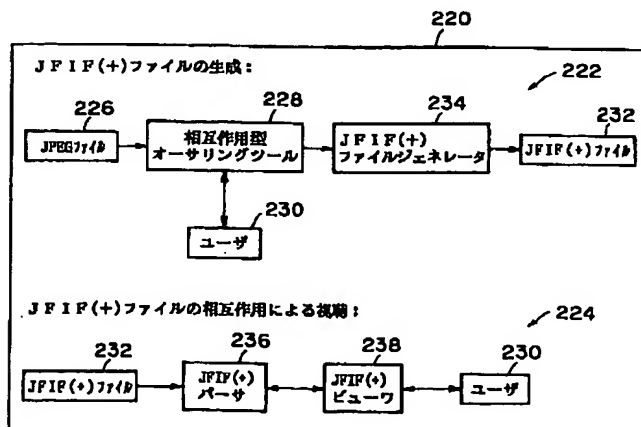 220
JFIF(+)ファイルの生成：
222
226
228
234
232
JPEGファイル
相互作用型
オーサリングツール
JFIF(+)
ファイルジェネレータ
JFIF(+)ファイル
230
ユーザ
JFIF(+)ファイルの相互作用による視聴：
224
232
236
238
230
JFIF(+)ファイル
JFIF(+)
パーサ
JFIF(+)
ビューワ
ユーザ